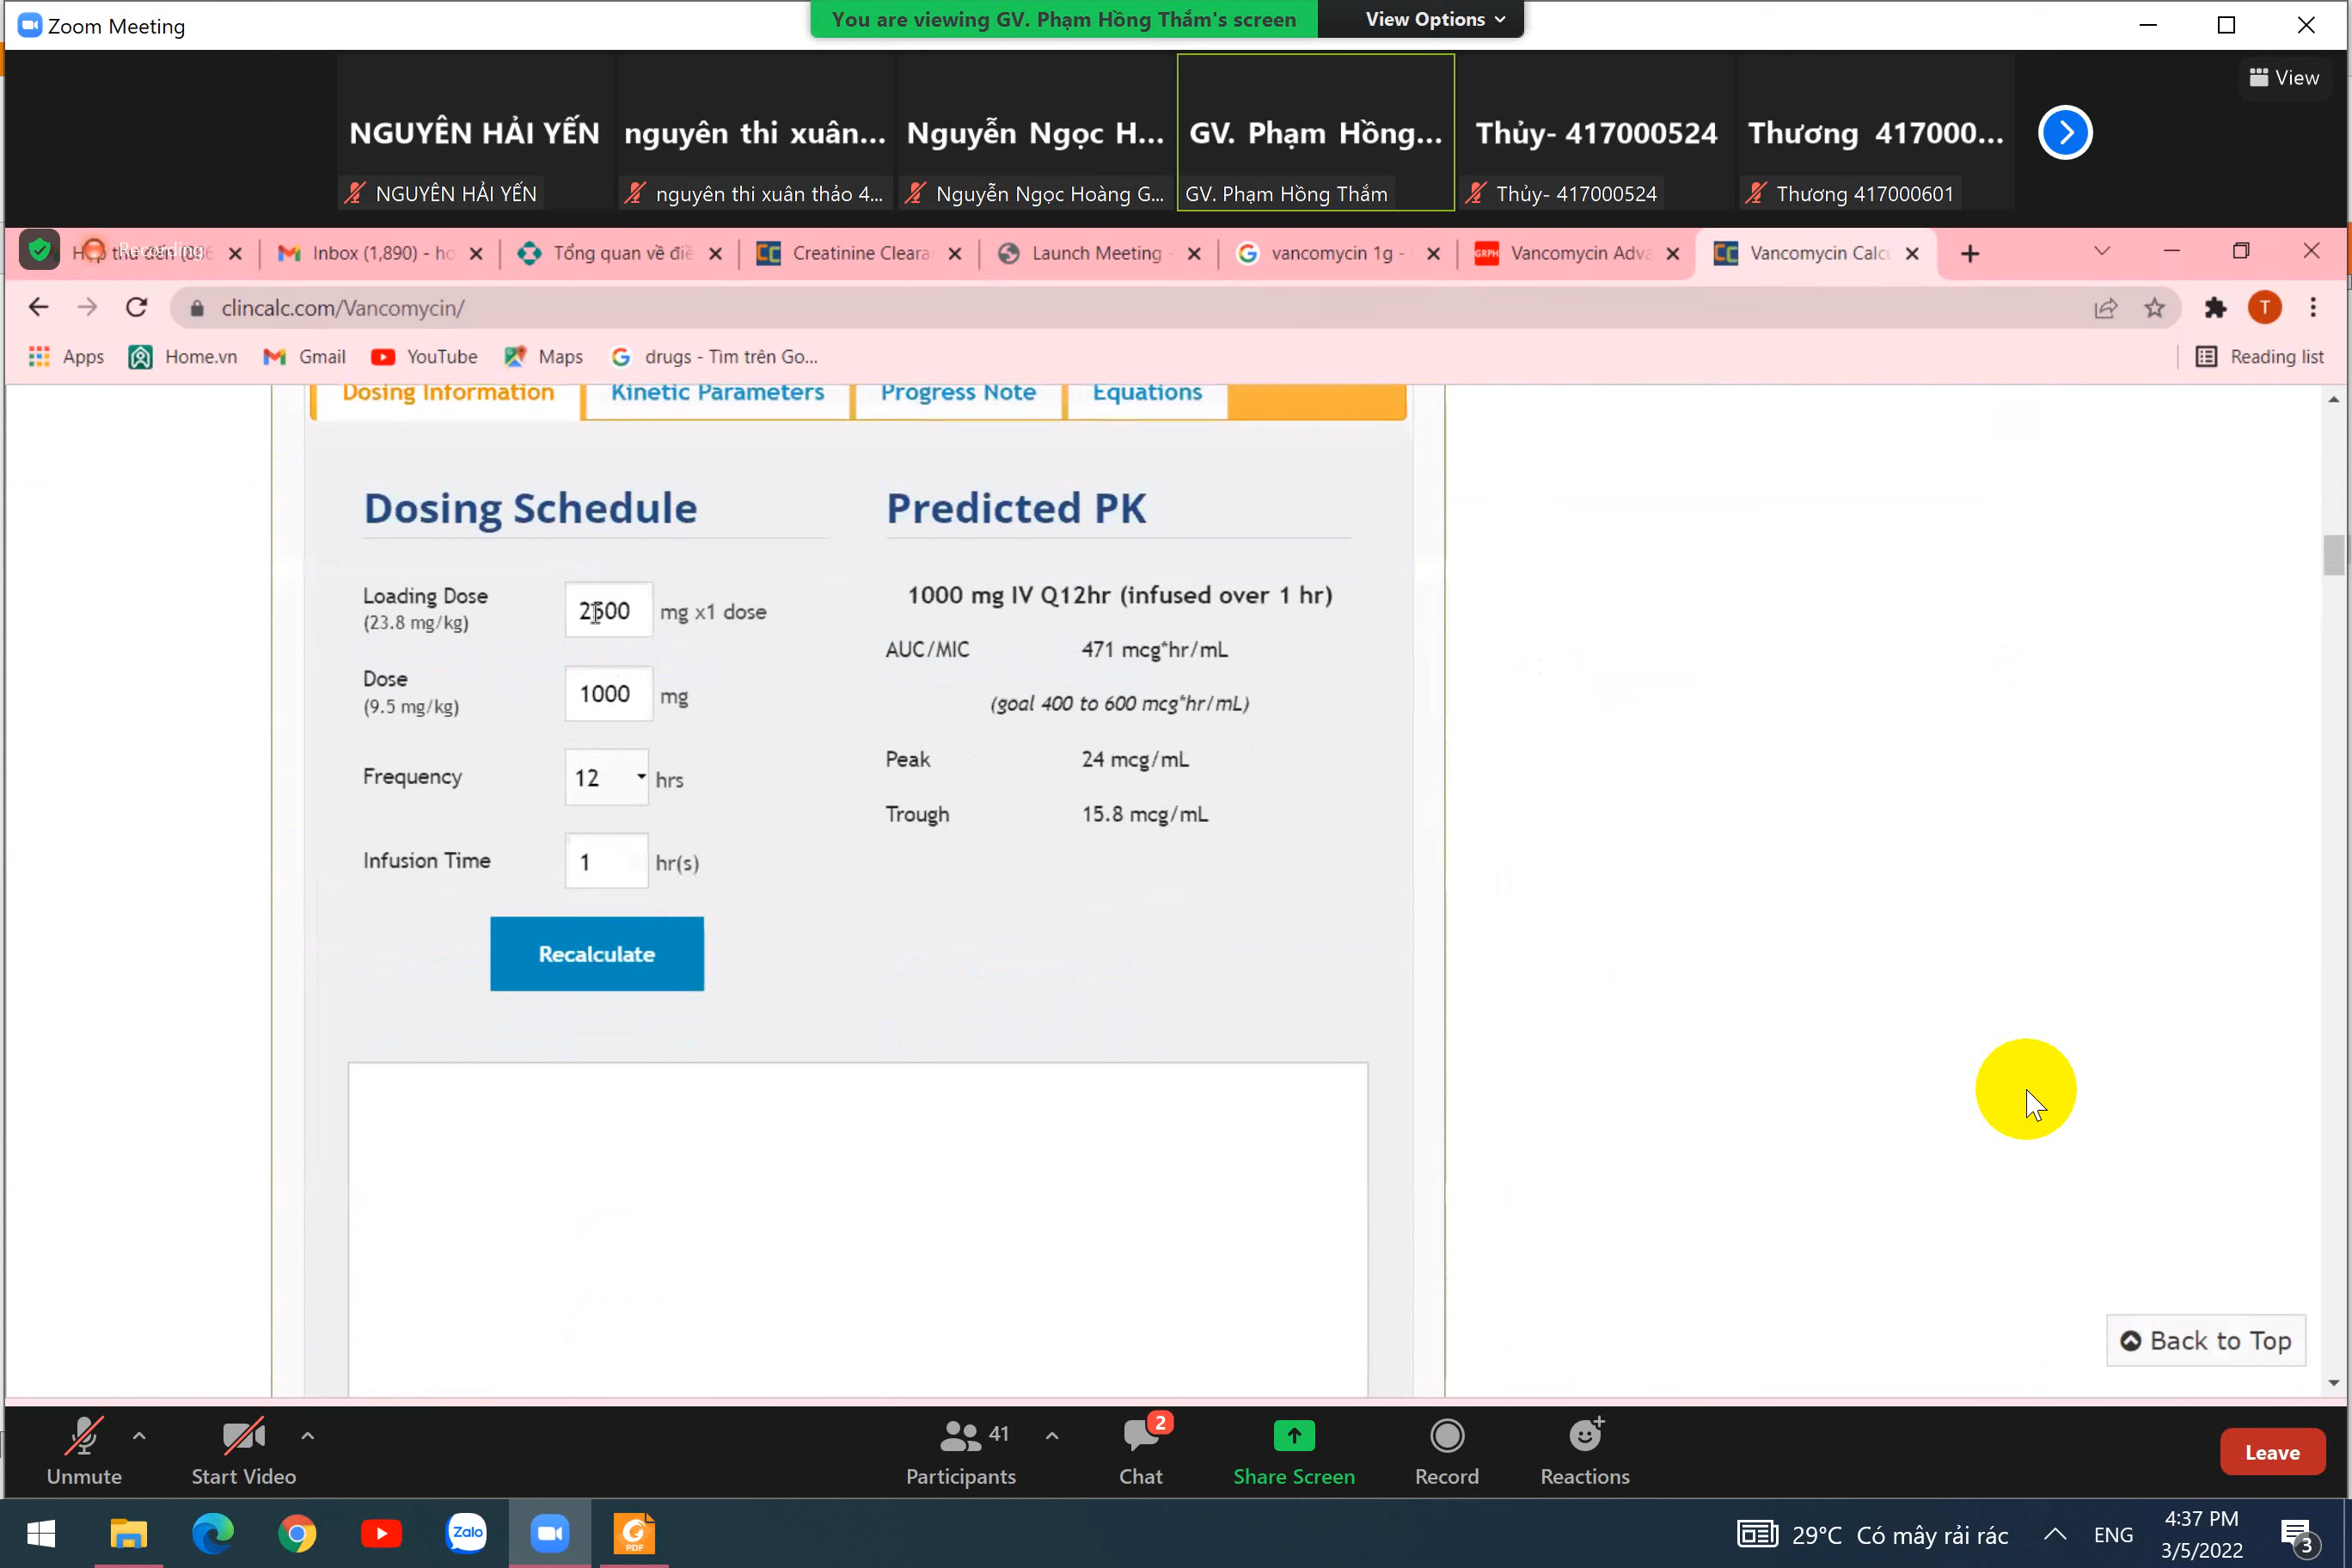 Zoom Meeting
You are viewing GV. Phạm Hồng Thắm's screen
View Options
View
NGUYÊN HẢI YẾN
nguyên thi xuân...
Nguyễn Ngọc H...
GV. Phạm Hồng...
Thủy- 417000524
Thương 417000...
NGUYÊN HẢI YẾN
nguyên thi xuân thảo 4...
Nguyễn Ngọc Hoàng G...
GV. Phạm Hồng Thắm
Thủy- 417000524
Thương 417000601
Recording
Inbox (1,890) - ho
Tổng quan về điề
Creatinine Cleara
Launch Meeting -
vancomycin 1g -
GRPH
Vancomycin Adva
Vancomycin Calcu
clincalc.com/Vancomycin/
T
Apps
Home.vn
Gmail
YouTube
Maps
drugs - Tìm trên Go...
Reading list
Dosing Information
Kinetic Parameters
Progress Note
Equations
Dosing Schedule
Loading Dose
(23.8 mg/kg)
2500 mg x1 dose
Dose
(9.5 mg/kg)
1000 mg
Frequency 12 hrs
Infusion Time 1 hr(s)
Recalculate
Predicted PK
1000 mg IV Q12hr (infused over 1 hr)
AUC/MIC 471 mcg*hr/mL
(goal 400 to 600 mcg*hr/mL)
Peak 24 mcg/mL
Trough 15.8 mcg/mL
Back to Top
Unmute
Start Video
41
Participants
2
Chat
Share Screen
Record
Reactions
Leave
Zalo
PDF
29°C Có mây rải rác
ENG
4:37 PM
3/5/2022
3